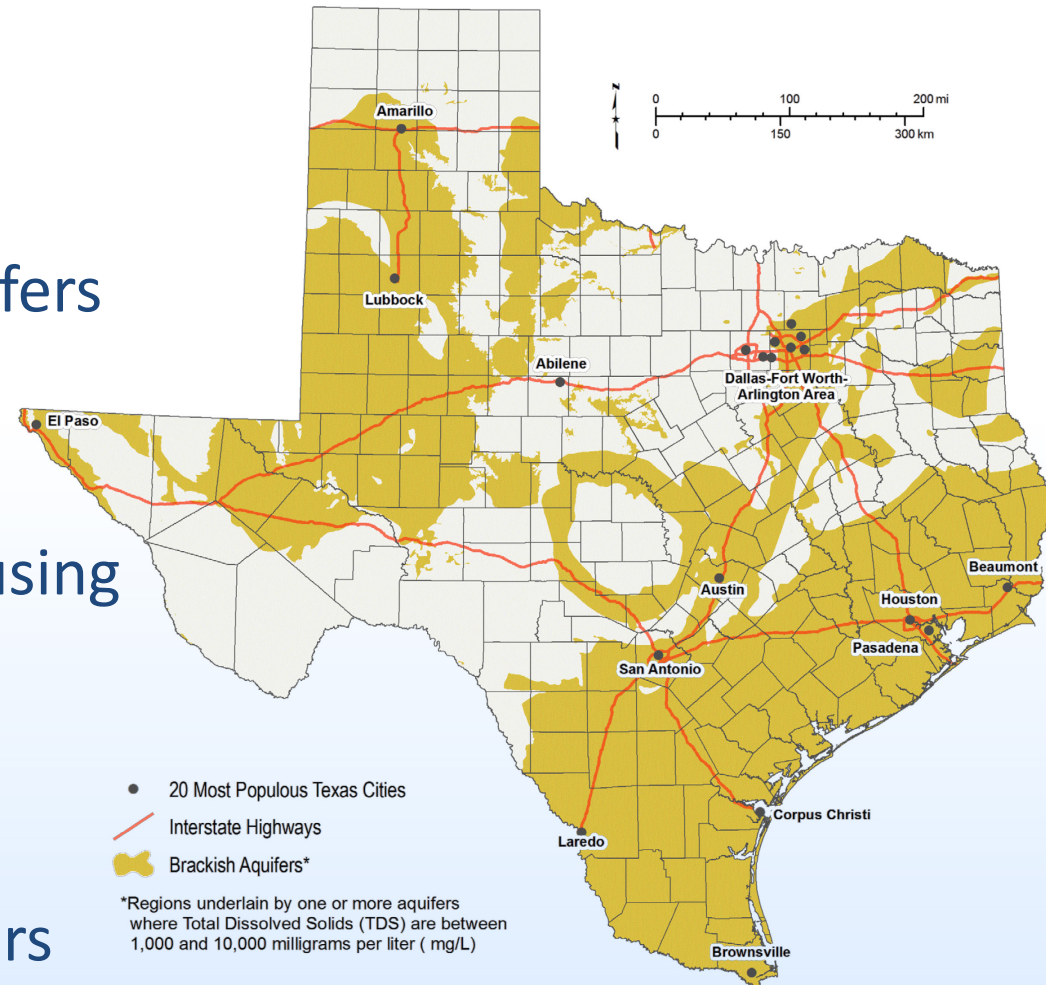 fers
using
rs
N
0 100 200 mi
0 150 300 km
Amarillo
Lubbock
Abilene
Dallas-Fort Worth-
Arlington Area
El Paso
Austin
Beaumont
Houston
Pasadena
San Antonio
Corpus Christi
Laredo
Brownsville
20 Most Populous Texas Cities
Interstate Highways
Brackish Aquifers*
*Regions underlain by one or more aquifers
where Total Dissolved Solids (TDS) are between
1,000 and 10,000 milligrams per liter ( mg/L)